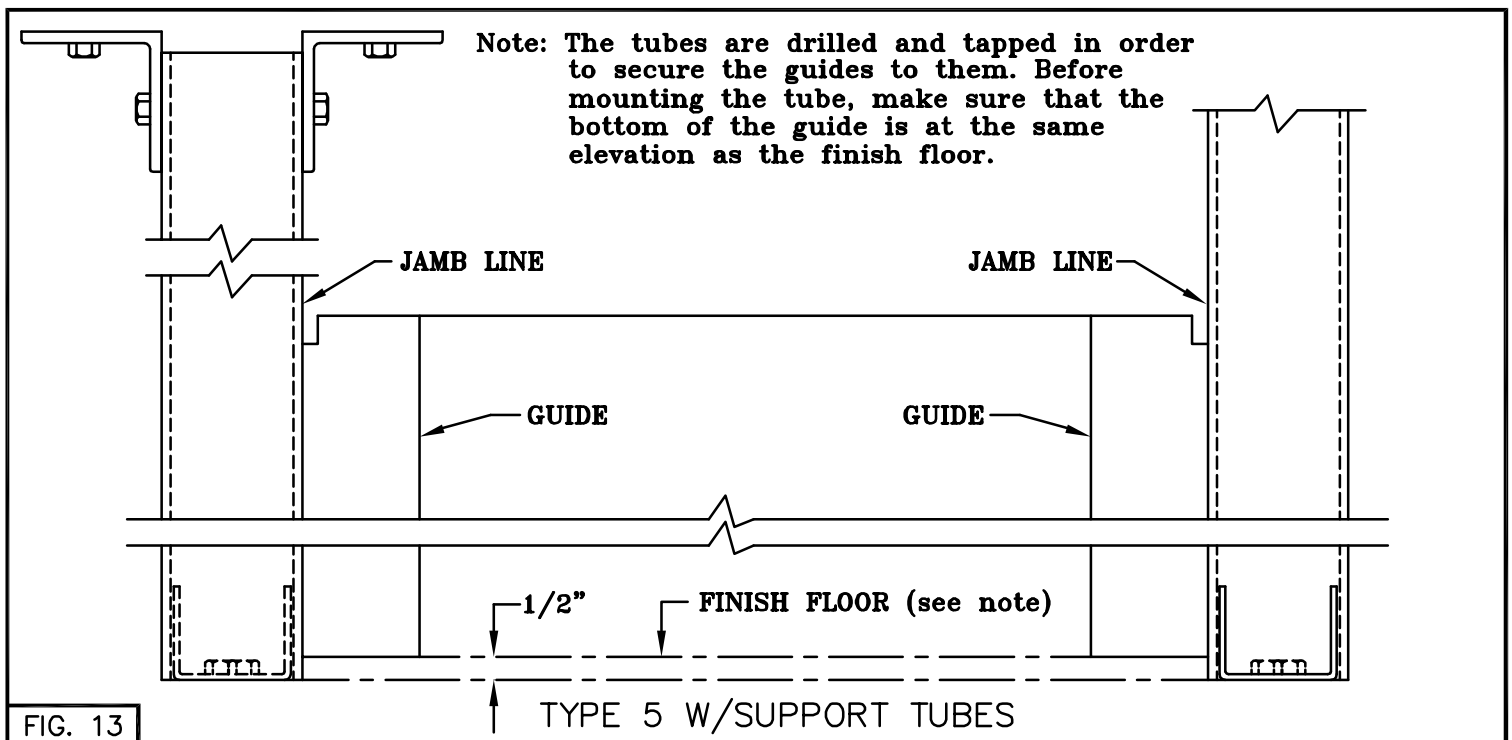 Note: The tubes are drilled and tapped in order
to secure the guides to them. Before
mounting the tube, make sure that the
bottom of the guide is at the same
elevation as the finish floor.
JAMB LINE
JAMB LINE
GUIDE
GUIDE
1/2”
FINISH FLOOR (see note)
TYPE 5 W/SUPPORT TUBES
FIG. 13